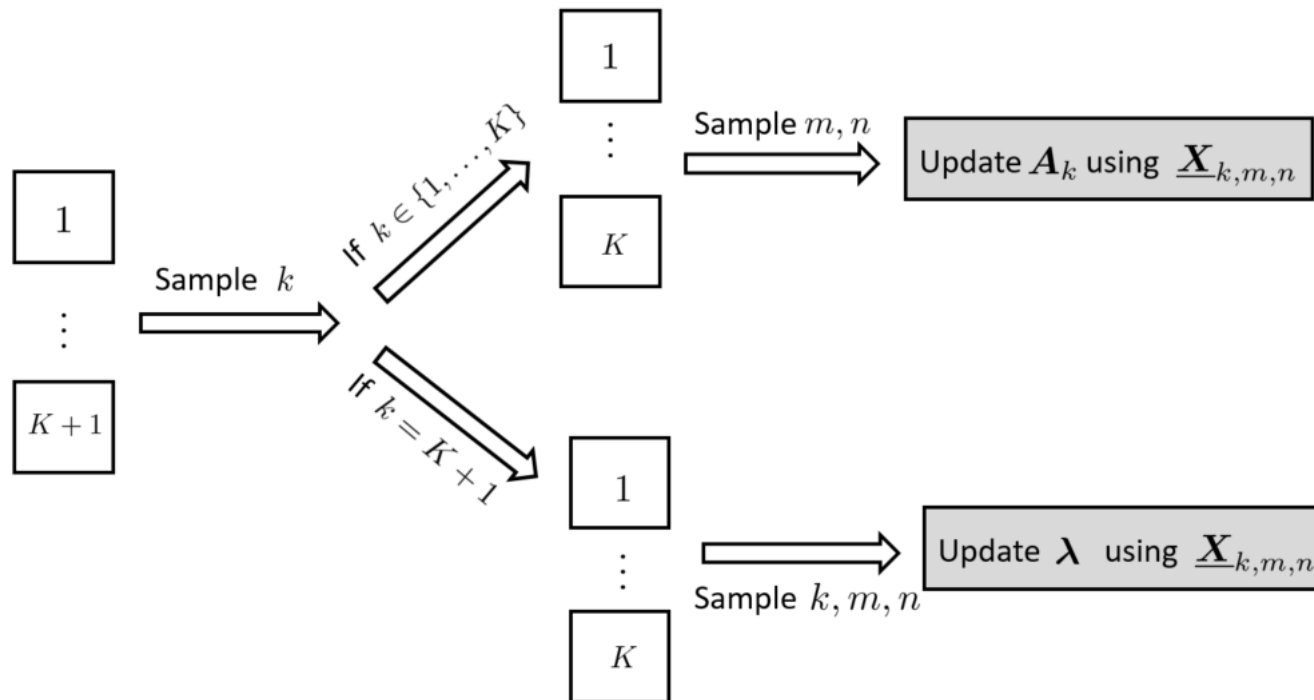 1
⋮
K + 1
Sample k
If k ∈ {1, . . . , K}
If k = K + 1
1
⋮
K
Sample m, n
Update A_k using X_{k,m,n}
1
⋮
K
Sample k, m, n
Update λ using X_{k,m,n}